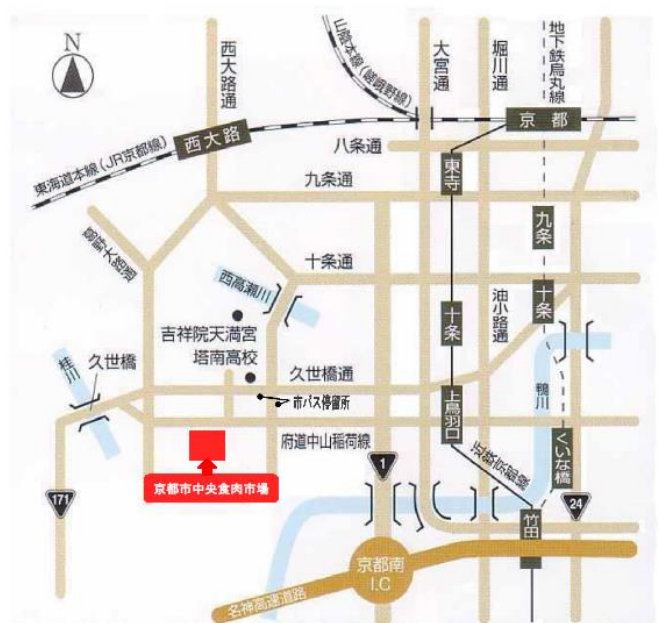 N
西大路通
山陰本線(嵯峨野線)
大宮通
堀川通
地下鉄烏丸線
京都
西大路
八条通
東海道本線(JR京都線)
東寺
九条通
九条
葛野大路通
十条通
西高瀬川
十条
十条
油小路通
吉祥院天満宮
塔南高校
桂川
久世橋
久世橋通
鴨川
市バス停留所
上鳥羽口
府道中山稲荷線
近鉄京都線
くいな橋
1
171
24
京都市中央食肉市場
竹田
京都南
I.C
名神高速道路